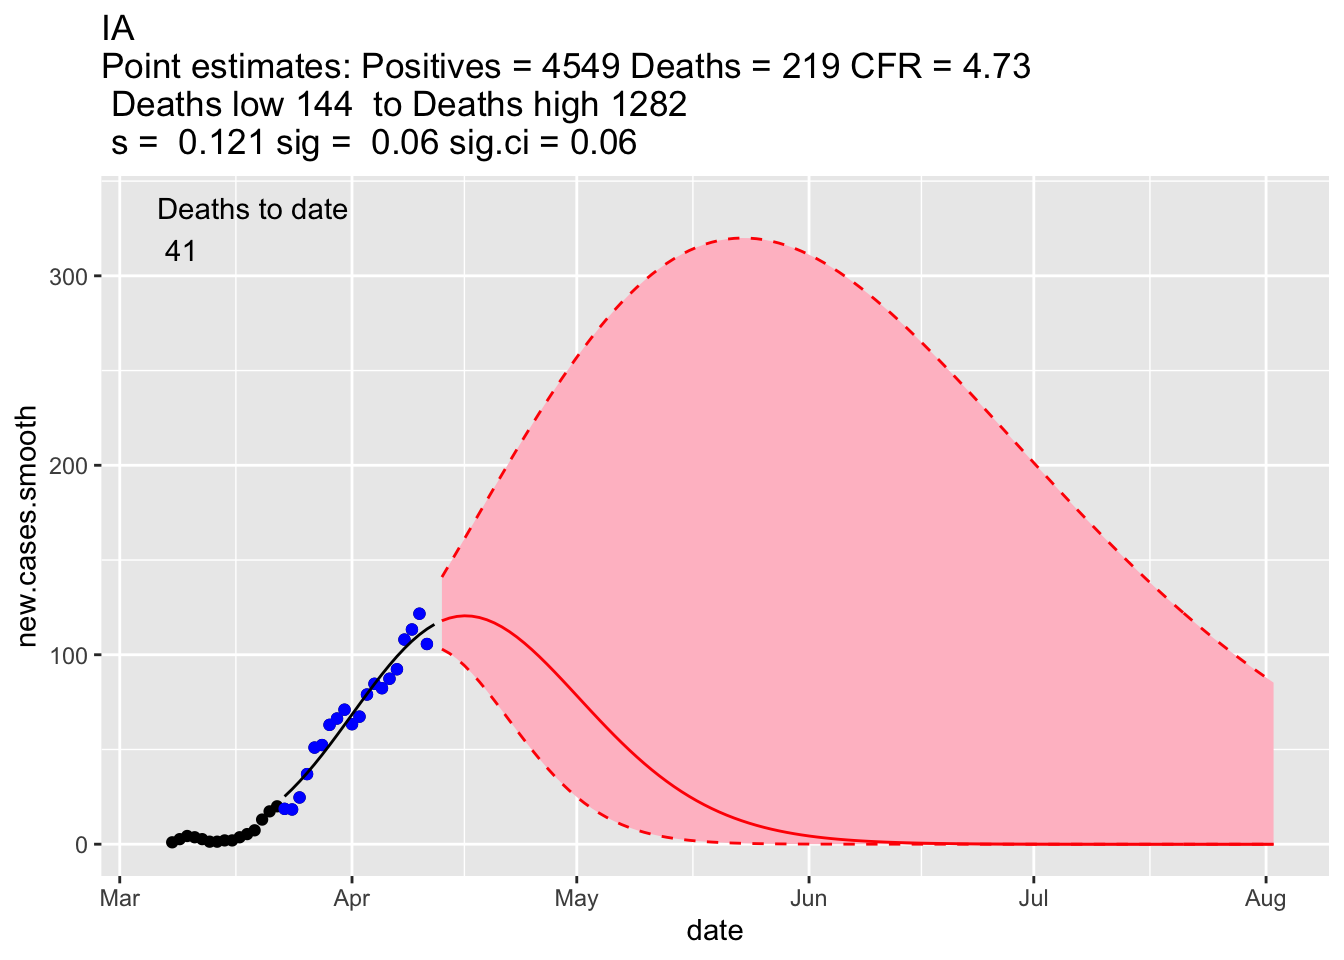 IA
Point estimates: Positives = 4549 Deaths = 219 CFR = 4.73
Deaths low 144  to Deaths high 1282
s =  0.121 sig =  0.06 sig.ci = 0.06
Deaths to date
41
300
200
100
0
new.cases.smooth
Mar Apr May Jun Jul Aug
date